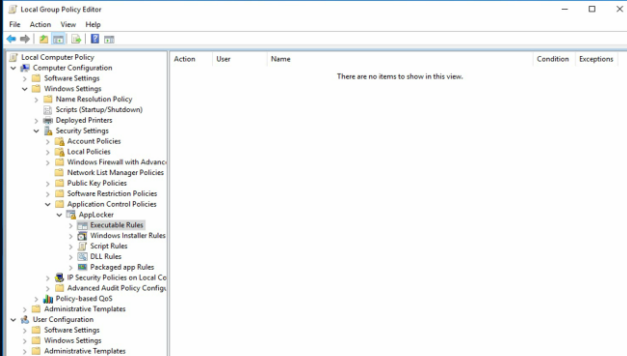 Local Group Policy Editor
File Action View Help
Local Computer Policy
Computer Configuration
Software Settings
Windows Settings
Name Resolution Policy
Scripts (Startup/Shutdown)
Deployed Printers
Security Settings
Account Policies
Local Policies
Windows Firewall with Advanc
Network List Manager Policies
Public Key Policies
Software Restriction Policies
Application Control Policies
AppLocker
Executable Rules
Windows Installer Rules
Script Rules
DLL Rules
Packaged app Rules
IP Security Policies on Local Co
Advanced Audit Policy Configu
Policy-based QoS
Administrative Templates
User Configuration
Software Settings
Windows Settings
Administrative Templates
Action User Name Condition Exceptions
There are no items to show in this view.